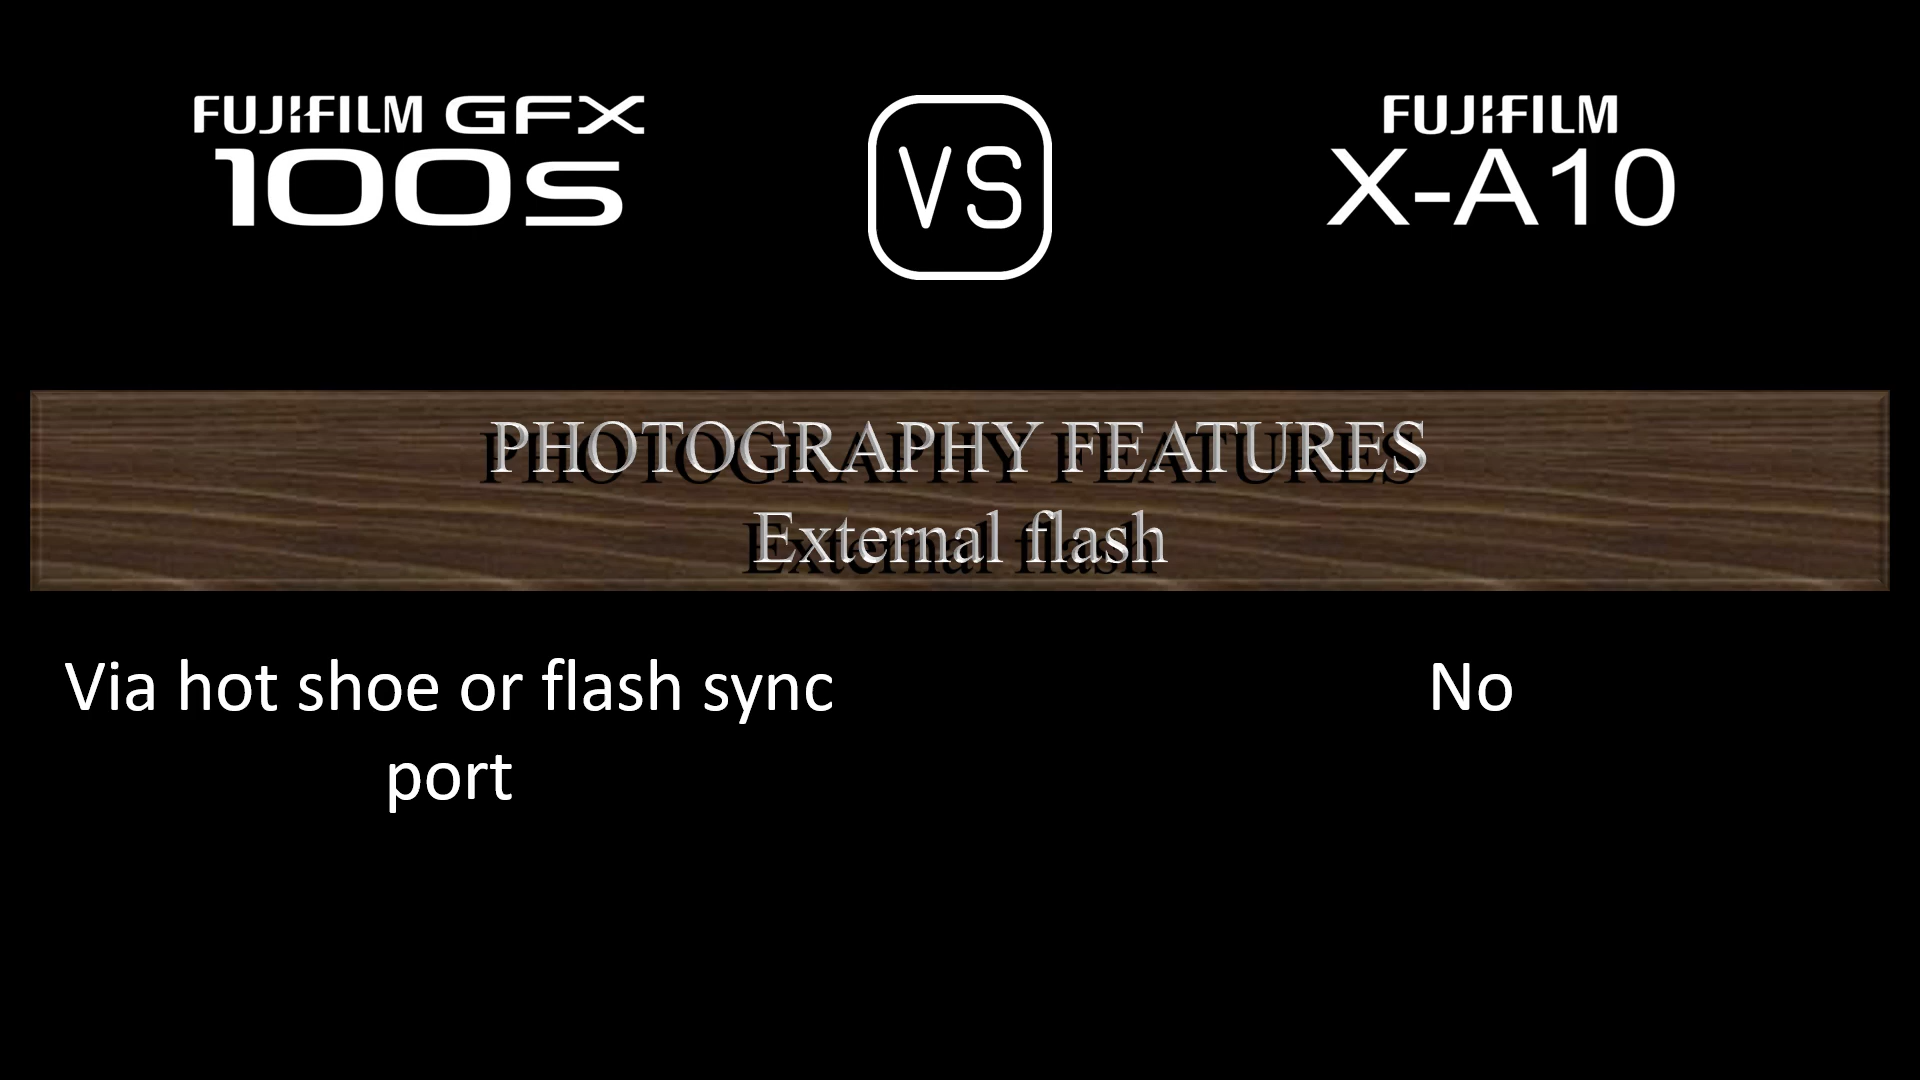 FUJIFILM GFX
100S
VS
FUJIFILM
X-A10
PHOTOGRAPHY FEATURES
External flash
Via hot shoe or flash sync
port
No